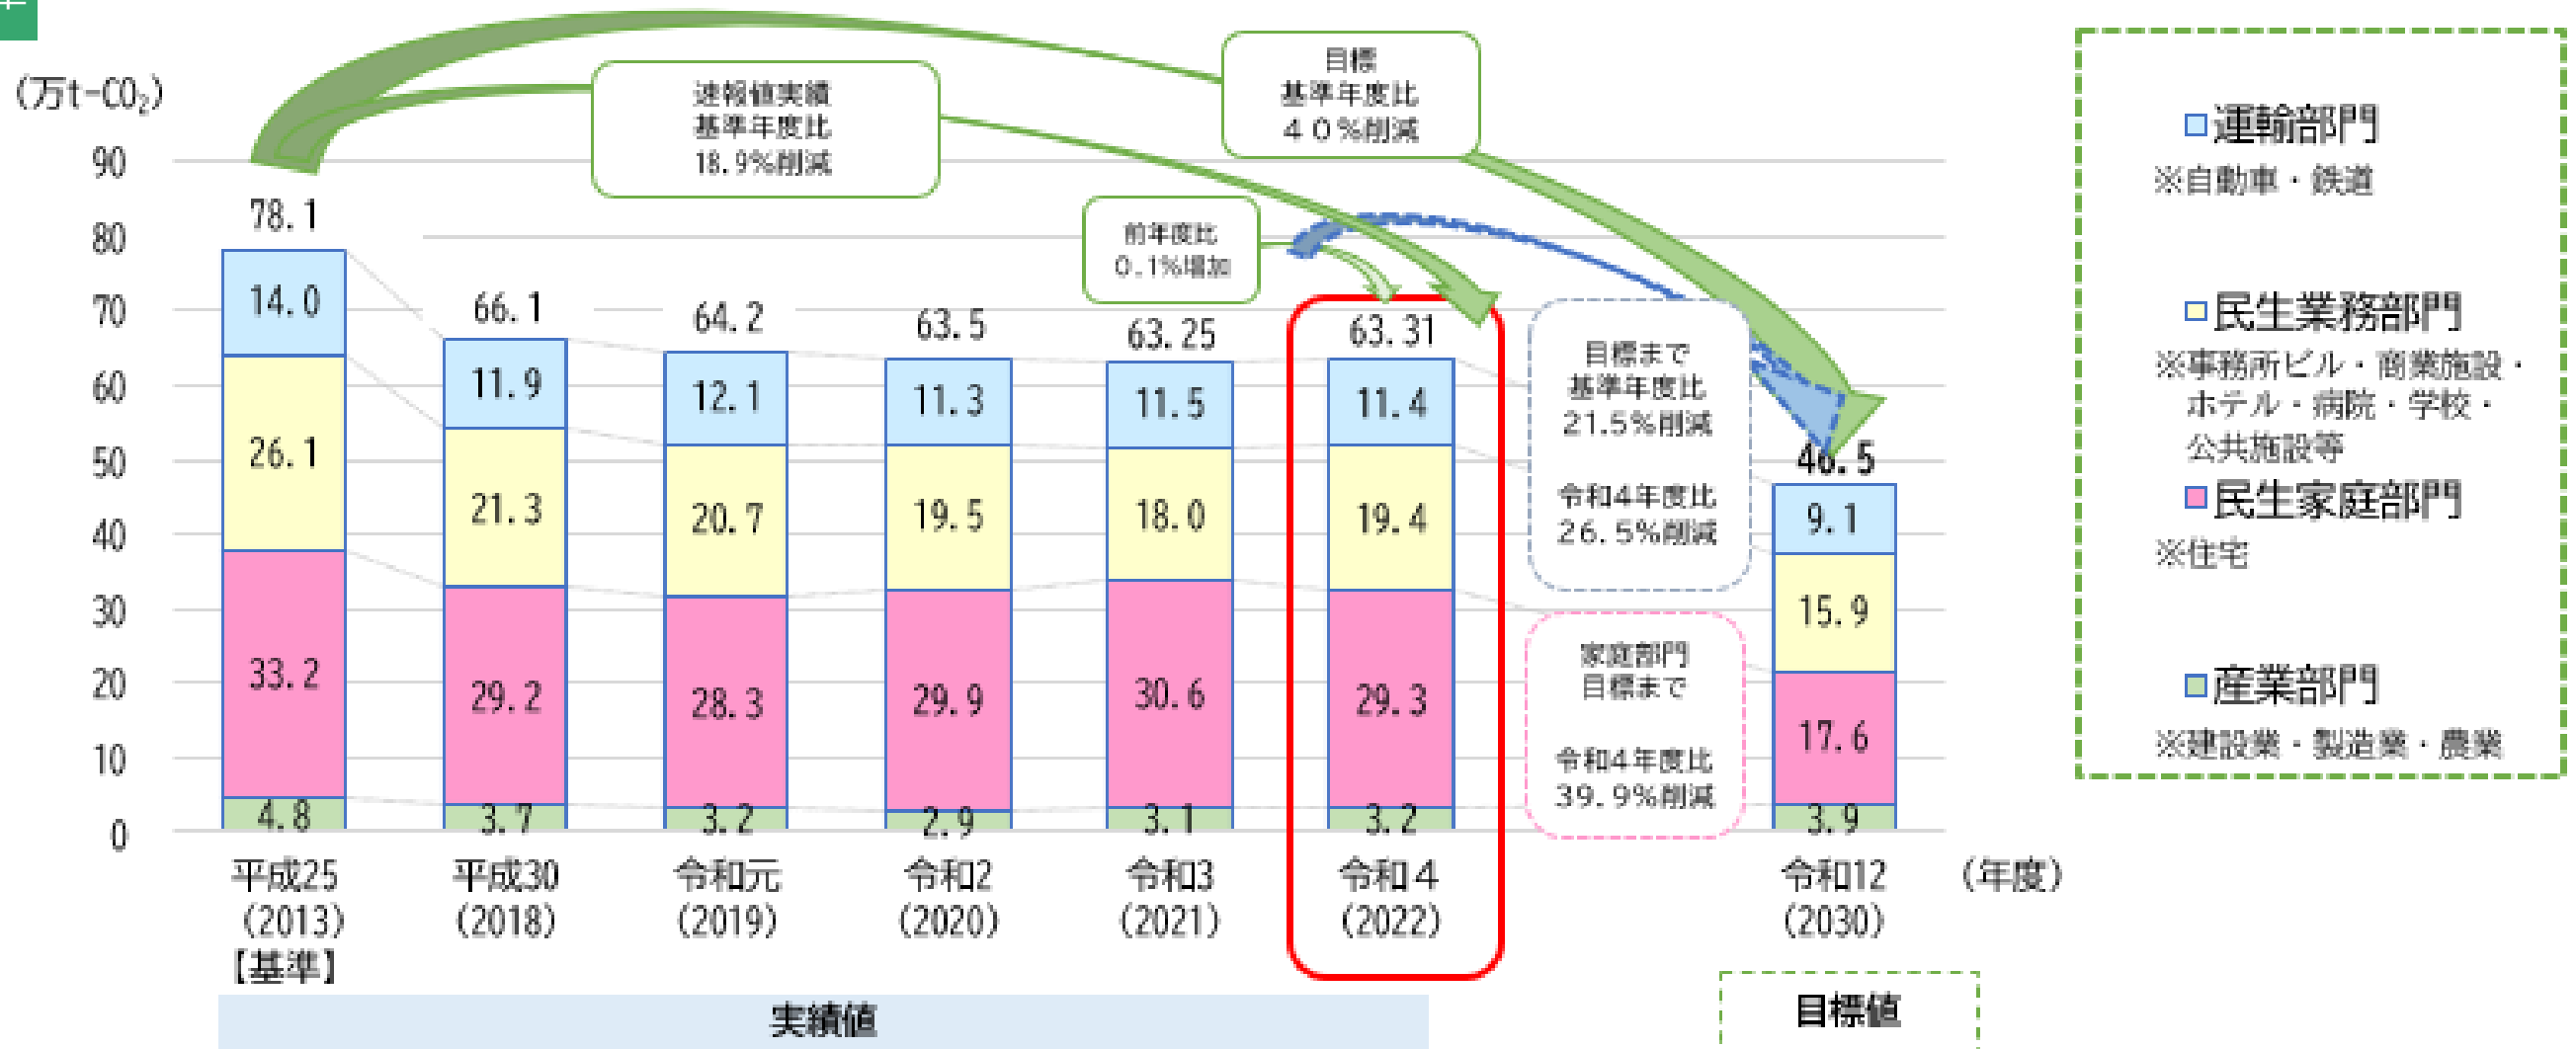 (万t-CO₂)
90
80
70
60
50
40
30
20
10
0
速報値実績
基準年度比
18.9%削減
目標
基準年度比
40%削減
前年度比
0.1%増加
78.1
14.0
26.1
33.2
4.8
66.1
11.9
21.3
29.2
3.7
64.2
12.1
20.7
28.3
3.2
63.5
11.3
19.5
29.9
2.9
63.25
11.5
18.0
30.6
3.1
63.31
11.4
19.4
29.3
3.2
目標まで
基準年度比
21.5%削減
令和4年度比
26.5%削減
家庭部門
目標まで
令和4年度比
39.9%削減
46.5
9.1
15.9
17.6
3.9
平成25
(2013)
【基準】
平成30
(2018)
令和元
(2019)
令和2
(2020)
令和3
(2021)
令和４
(2022)
令和12
(2030)
(年度)
実績値
目標値
運輸部門
※自動車・鉄道
民生業務部門
※事務所ビル・商業施設・
ホテル・病院・学校・
公共施設等
民生家庭部門
※住宅
産業部門
※建設業・製造業・農業